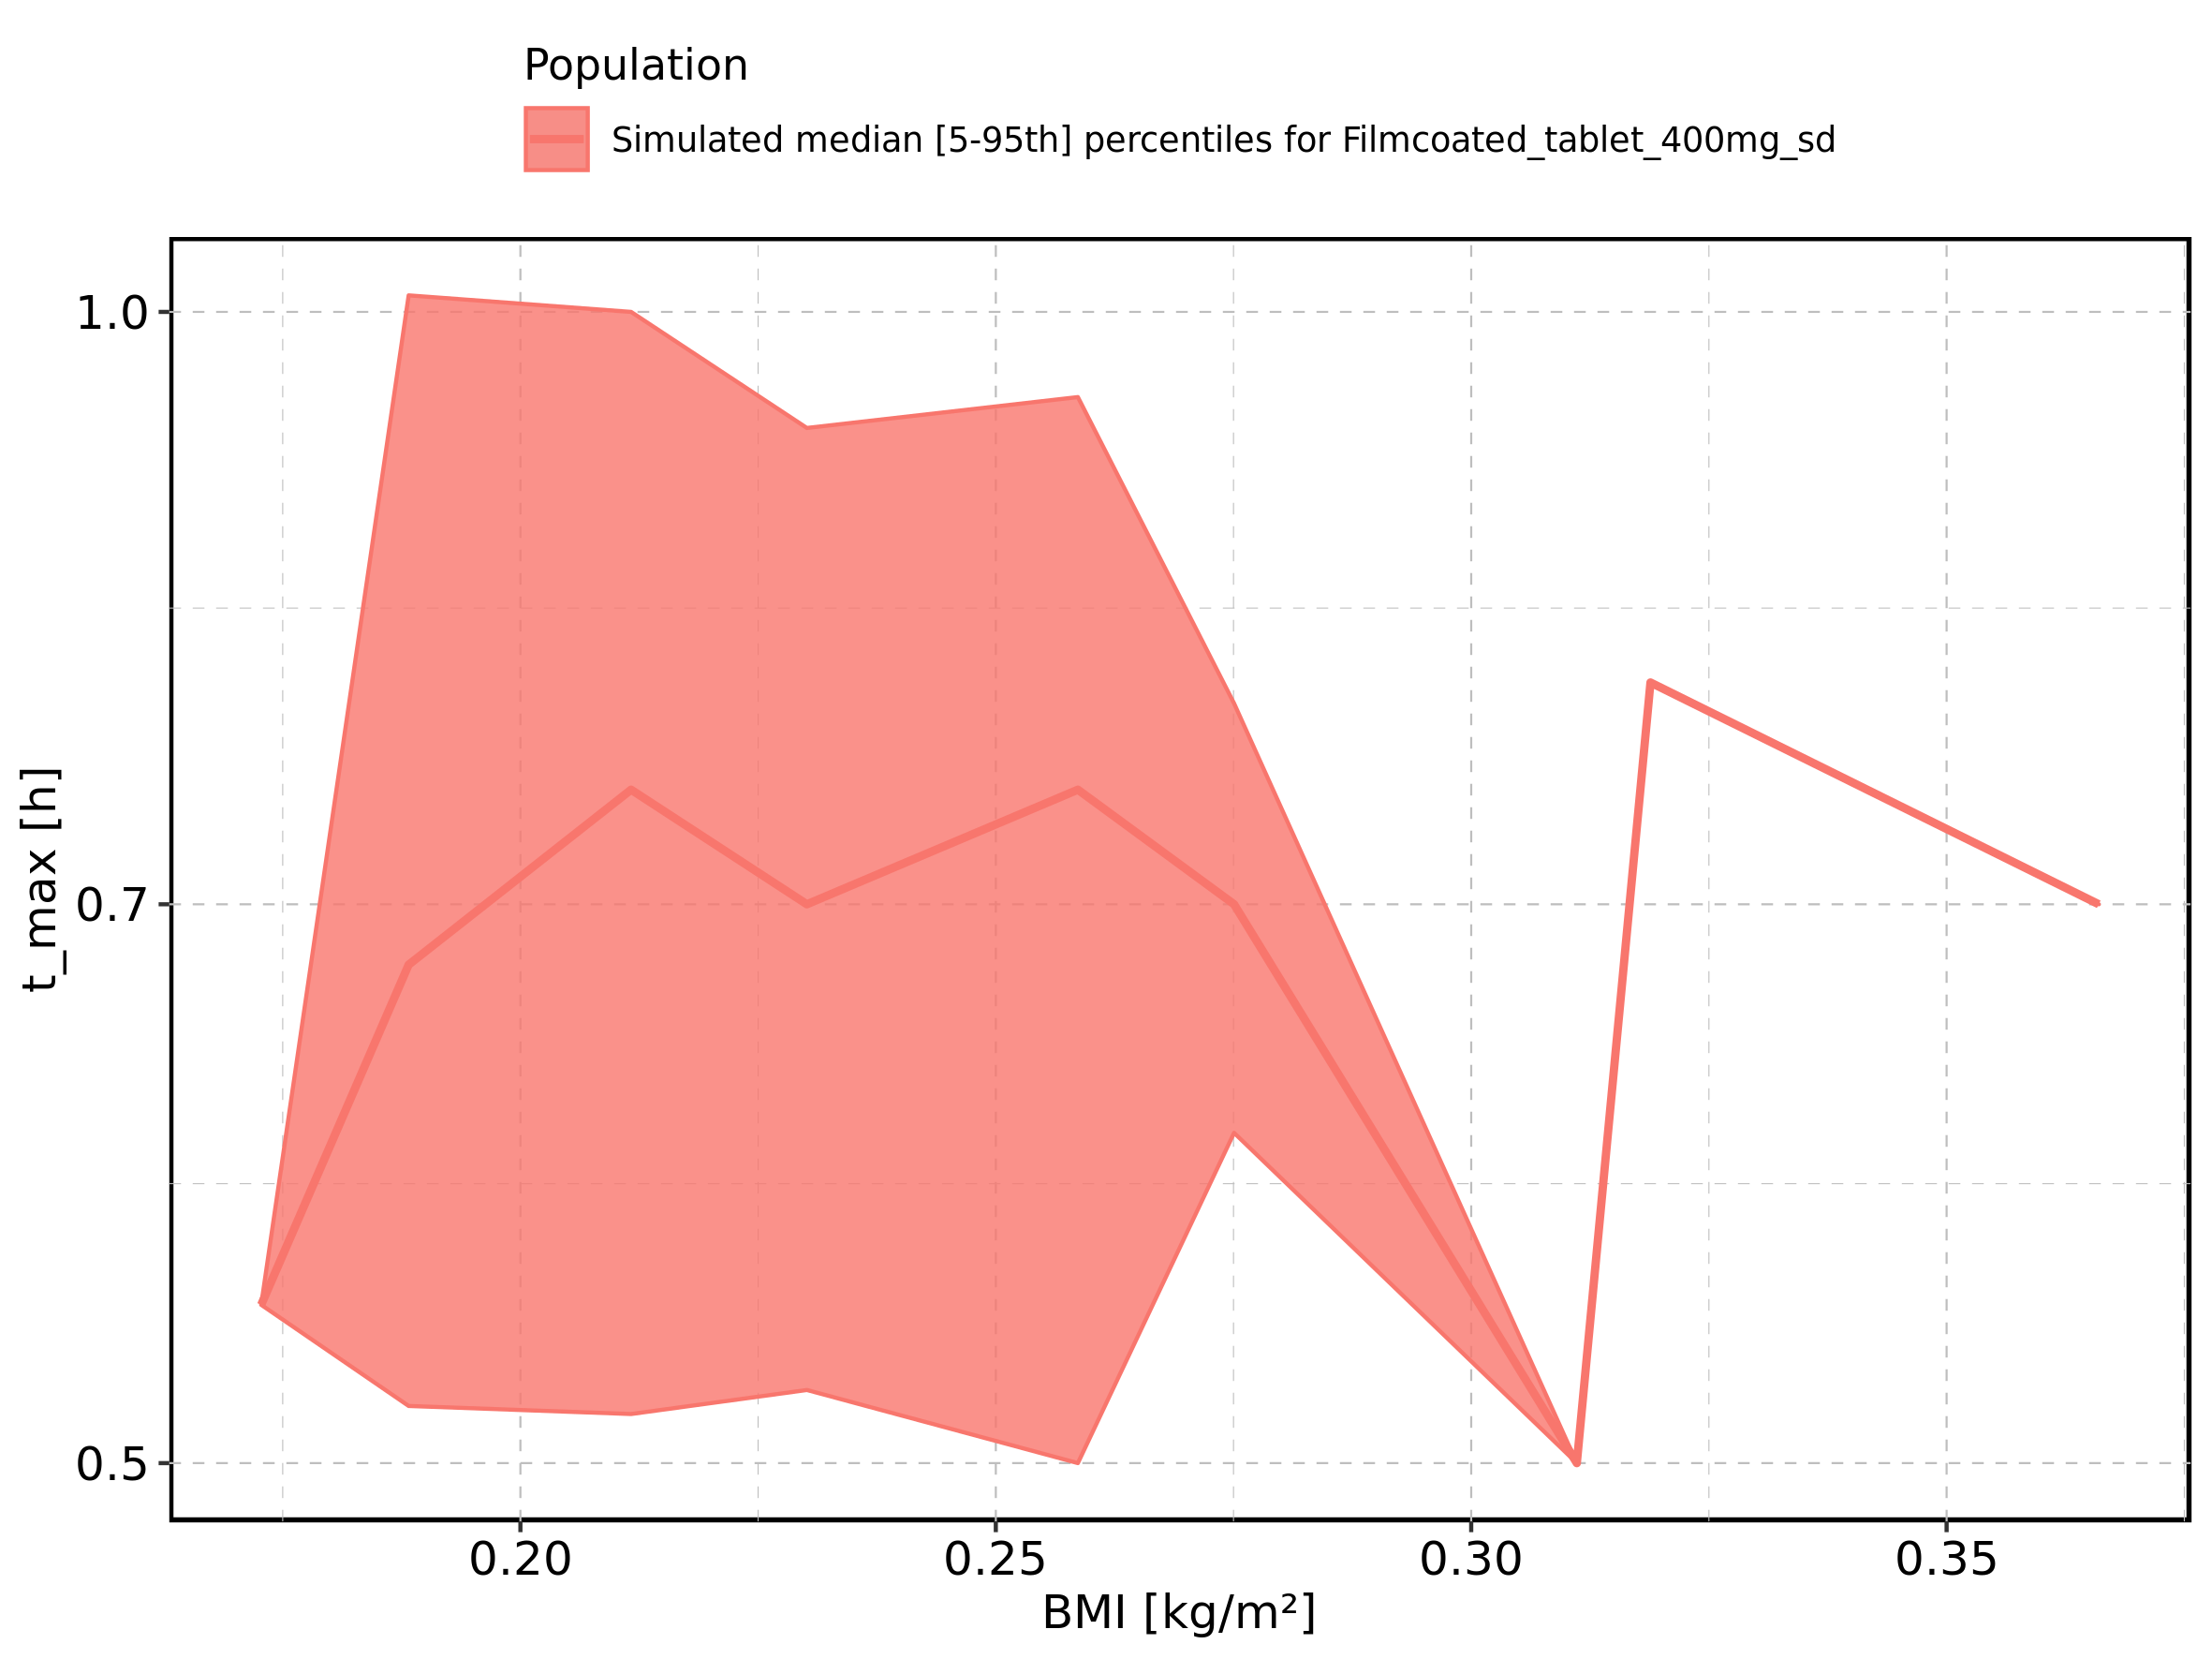 Population
Simulated median [5-95th] percentiles for Filmcoated_tablet_400mg_sd
t_max [h]
1.0
0.7
0.5
0.20 0.25 0.30 0.35
BMI [kg/m²]